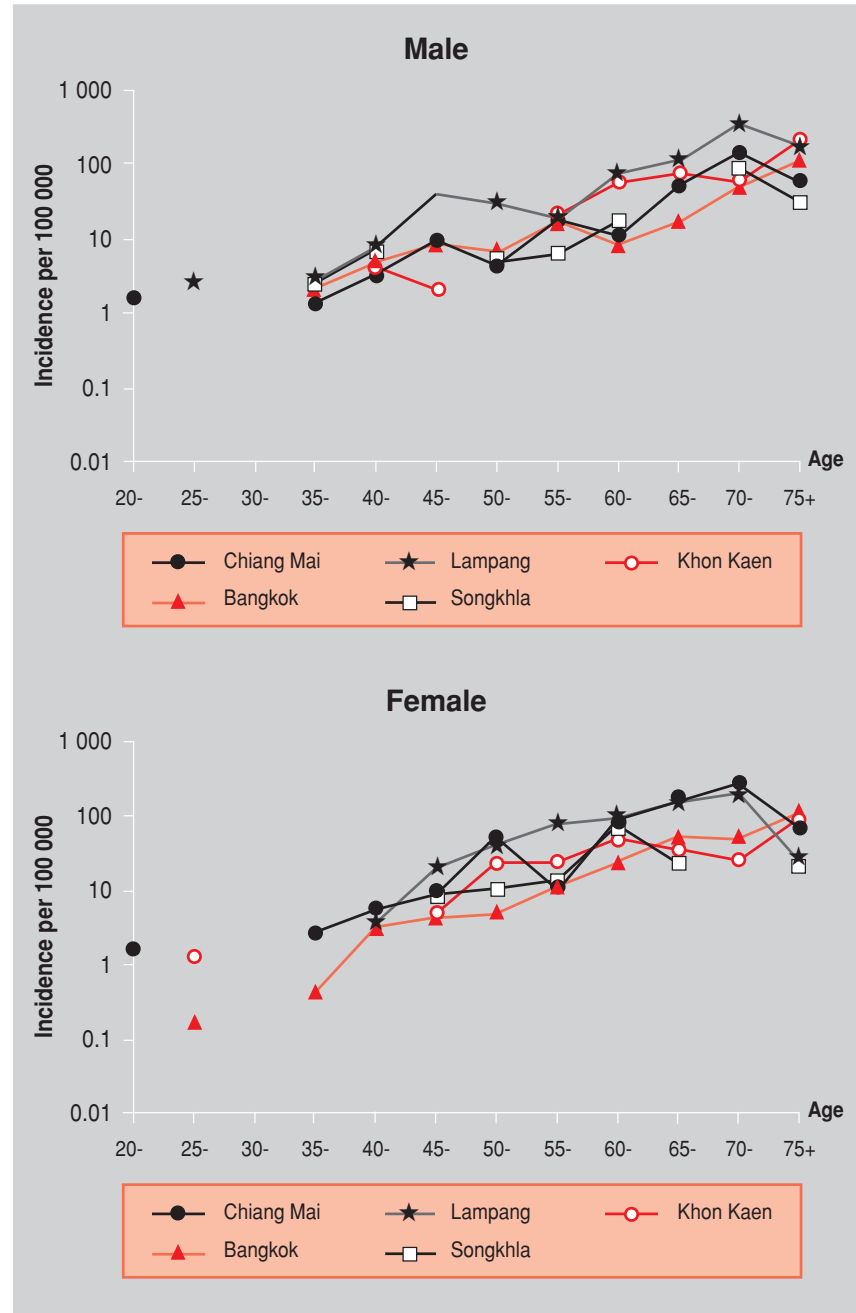 Male
1 000
100
10
1
0.1
0.01
Incidence per 100 000
Age
20- 25- 30- 35- 40- 45- 50- 55- 60- 65- 70- 75+
Chiang Mai Lampang Khon Kaen
Bangkok Songkhla
Female
1 000
100
10
1
0.1
0.01
Incidence per 100 000
Age
20- 25- 30- 35- 40- 45- 50- 55- 60- 65- 70- 75+
Chiang Mai Lampang Khon Kaen
Bangkok Songkhla